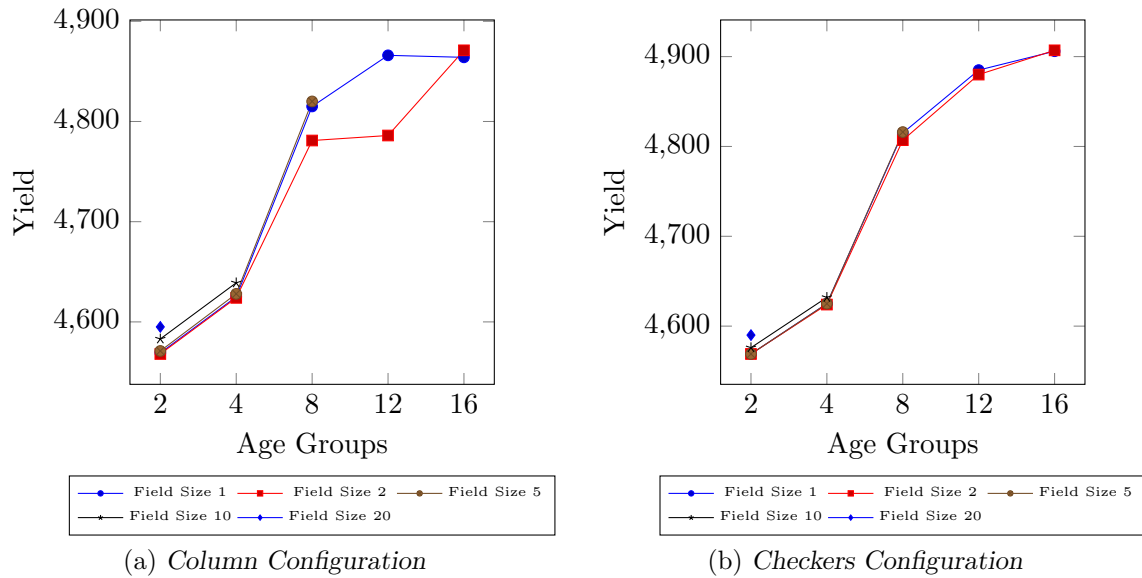 4,900
4,800
4,700
4,600
Yield
2 4 8 12 16
Age Groups
Field Size 1 Field Size 2 Field Size 5
Field Size 10 Field Size 20
(a) Column Configuration
4,900
4,800
4,700
4,600
Yield
2 4 8 12 16
Age Groups
Field Size 1 Field Size 2 Field Size 5
Field Size 10 Field Size 20
(b) Checkers Configuration